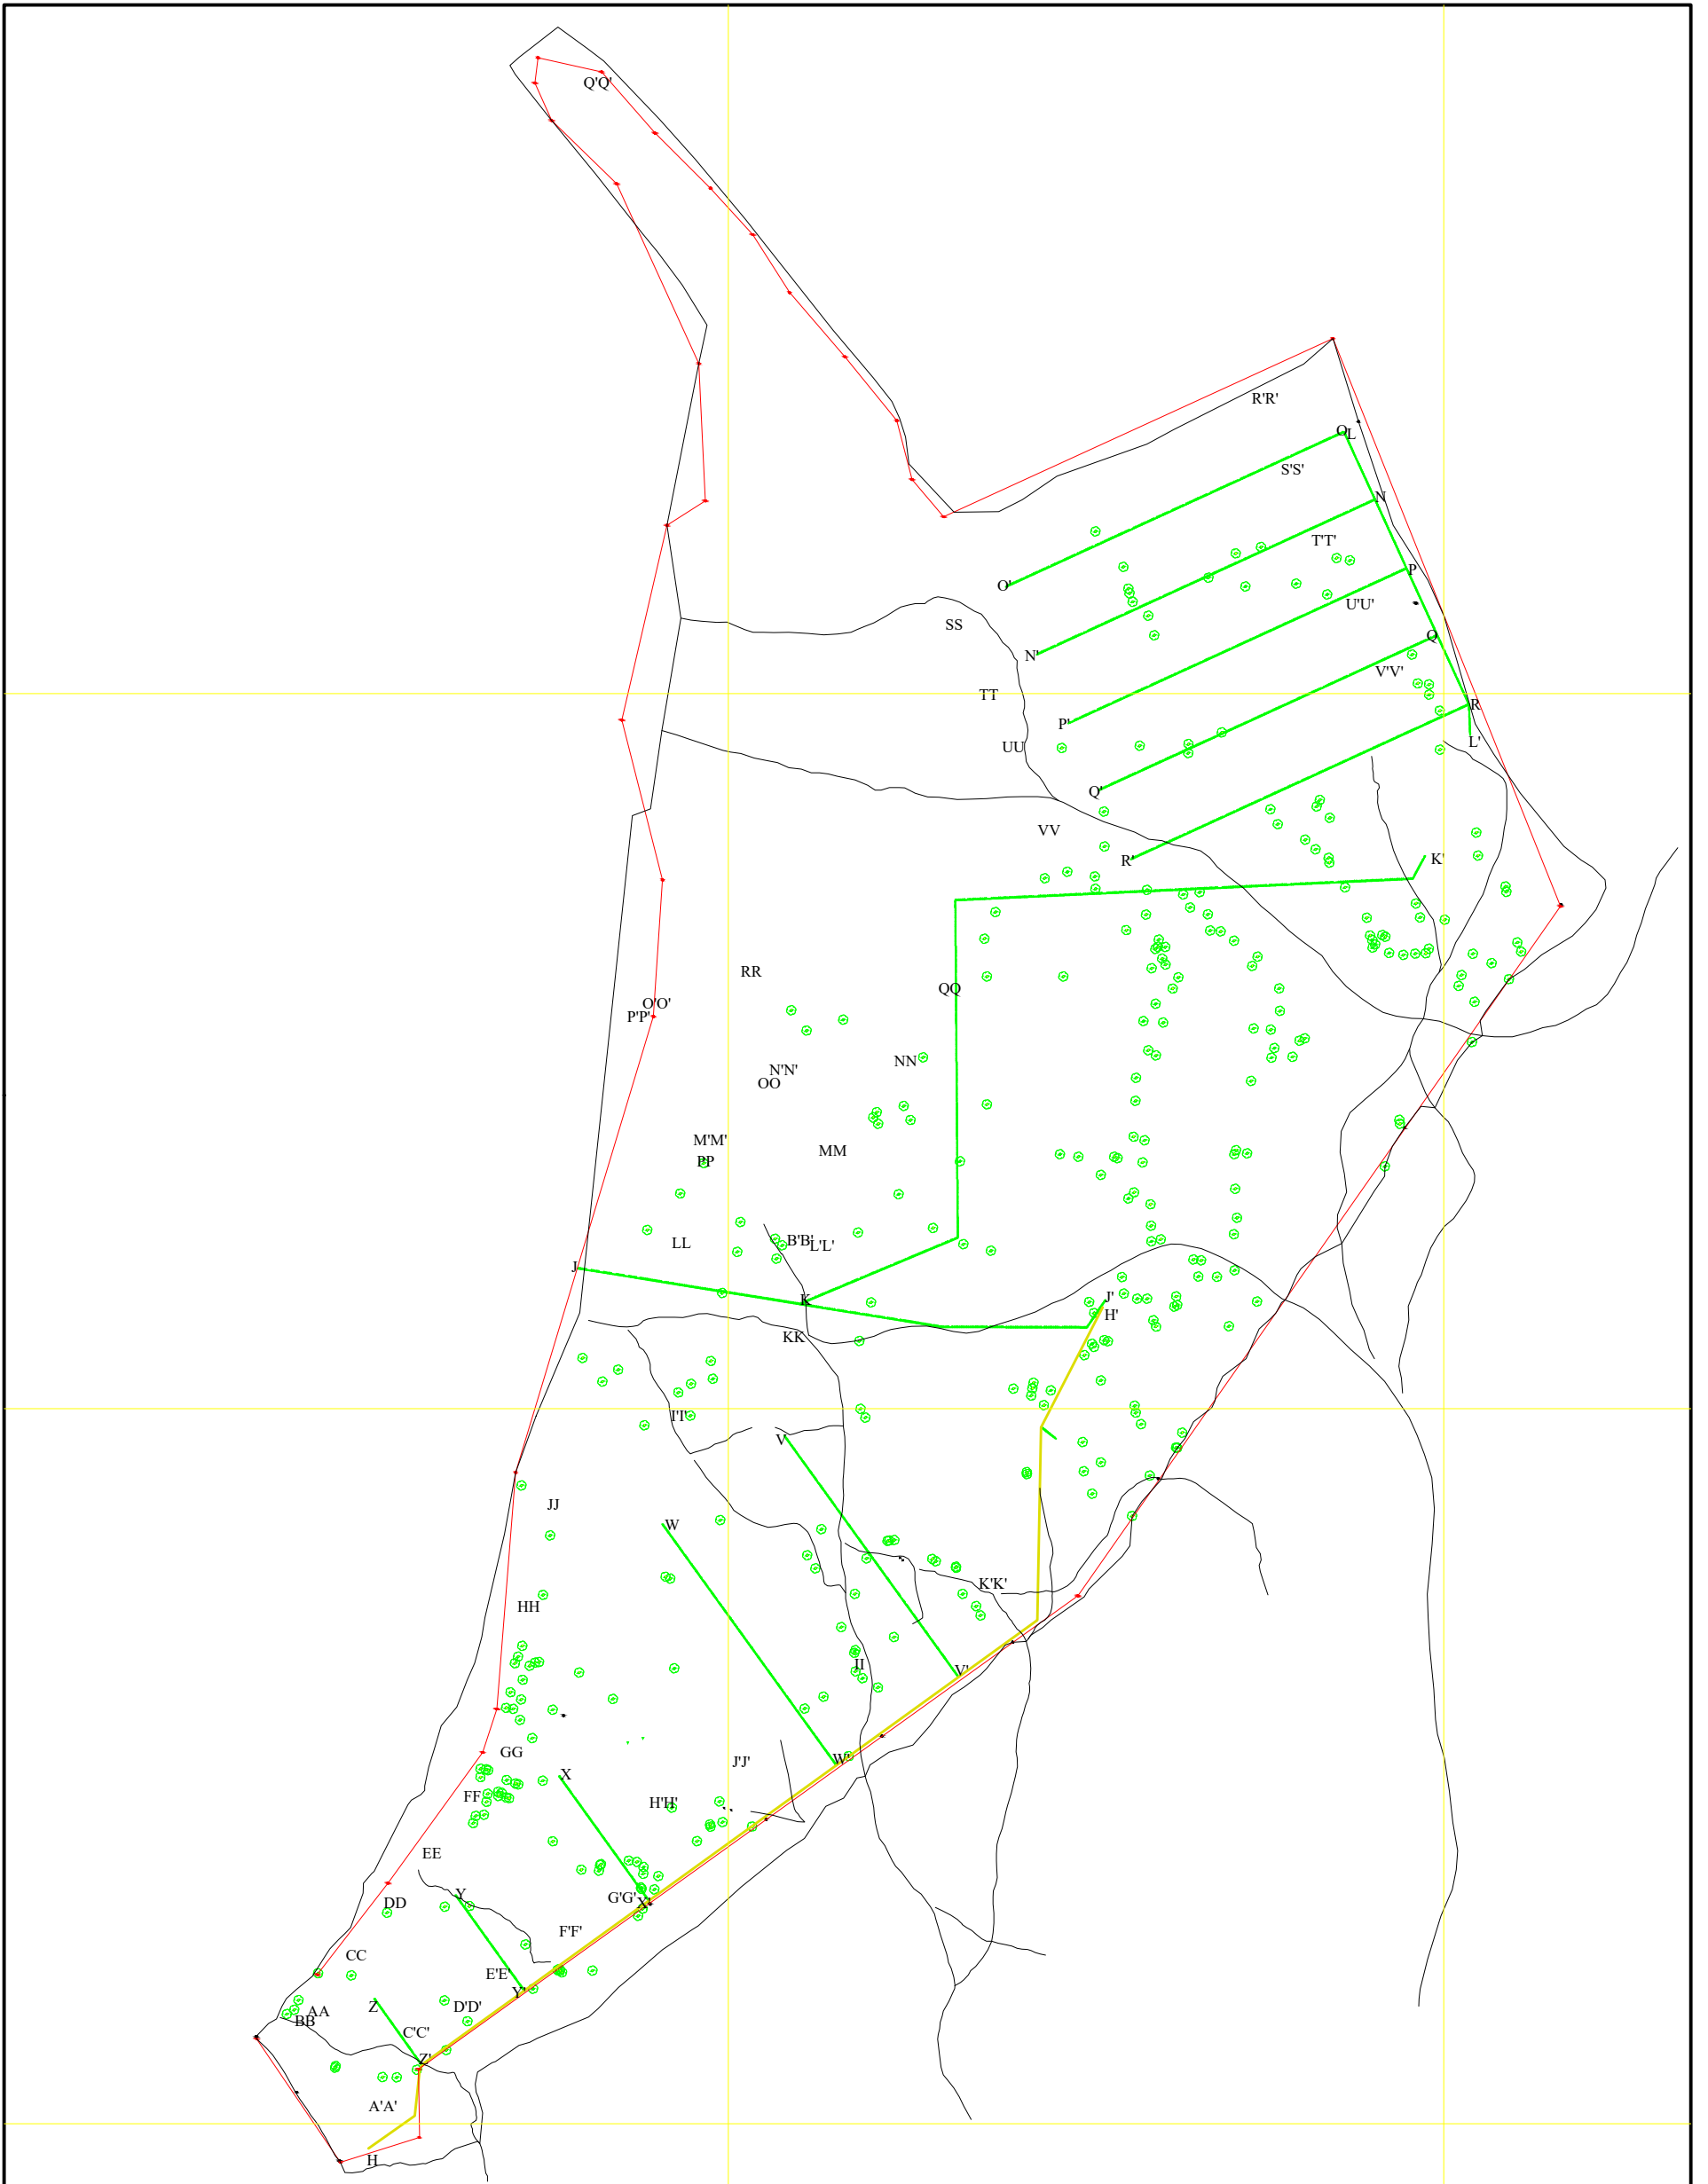 Q'Q'
R'R'
O L
S'S'
N
T'T'
P
O'
U'U'
SS
Q
N'
V'V'
TT
R
P'
L'
UU
Q'
VV
R' K'
RR
QQ
O'O'
P'P'
NN
N'N'
OO
M'M'
MM
PP
B'B'
L'L'
LL
J
K J'
H'
KK
I'I'
V
JJ
W
K'K'
HH
II
V'
GG
W'
J'J'
X
FF
H'H'
EE
Y
G'G'
DD X'
F'F'
CC
E'E'
Y'
Z D'D'
AA
BB
C'C'
Z'
A'A'
H